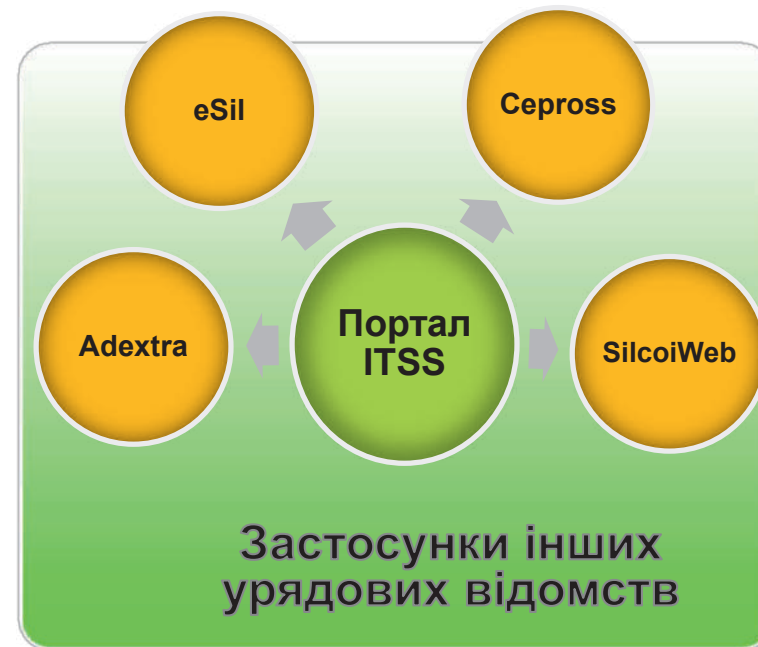 eSil
Cepross
Adextra
Портал
ITSS
SilcoiWeb
Застосунки інших
урядових відомств